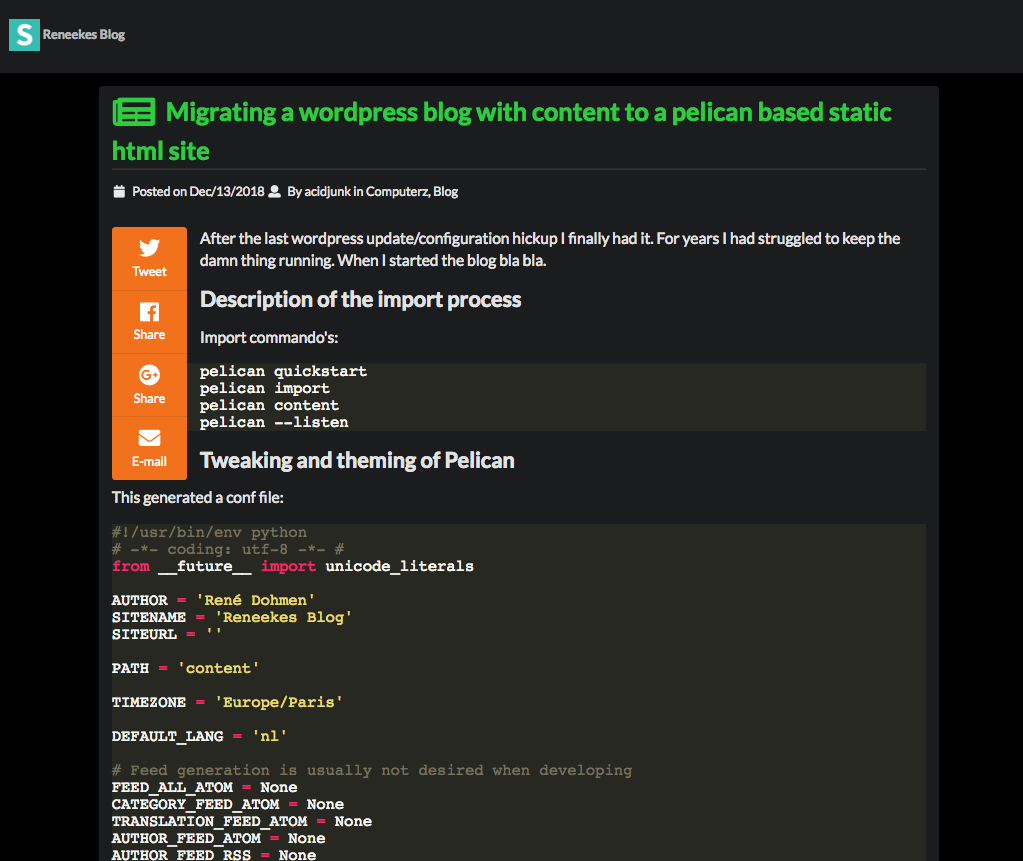 S Reneekes Blog
Migrating a wordpress blog with content to a pelican based static
html site
Posted on Dec/13/2018 By acidjunk in Computerz, Blog
Tweet
Share
G+
Share
E-mail
After the last wordpress update/configuration hickup I finally had it. For years I had struggled to keep the
damn thing running. When I started the blog bla bla.
Description of the import process
Import commando's:
pelican quickstart
pelican import
pelican content
pelican --listen
Tweaking and theming of Pelican
This generated a conf file:
#!/usr/bin/env python
# -*- coding: utf-8 -*- #
from __future__ import unicode_literals
AUTHOR = 'René Dohmen'
SITENAME = 'Reneekes Blog'
SITEURL = ''
PATH = 'content'
TIMEZONE = 'Europe/Paris'
DEFAULT_LANG = 'nl'
# Feed generation is usually not desired when developing
FEED_ALL_ATOM = None
CATEGORY_FEED_ATOM = None
TRANSLATION_FEED_ATOM = None
AUTHOR_FEED_ATOM = None
AUTHOR_FEED_RSS = None